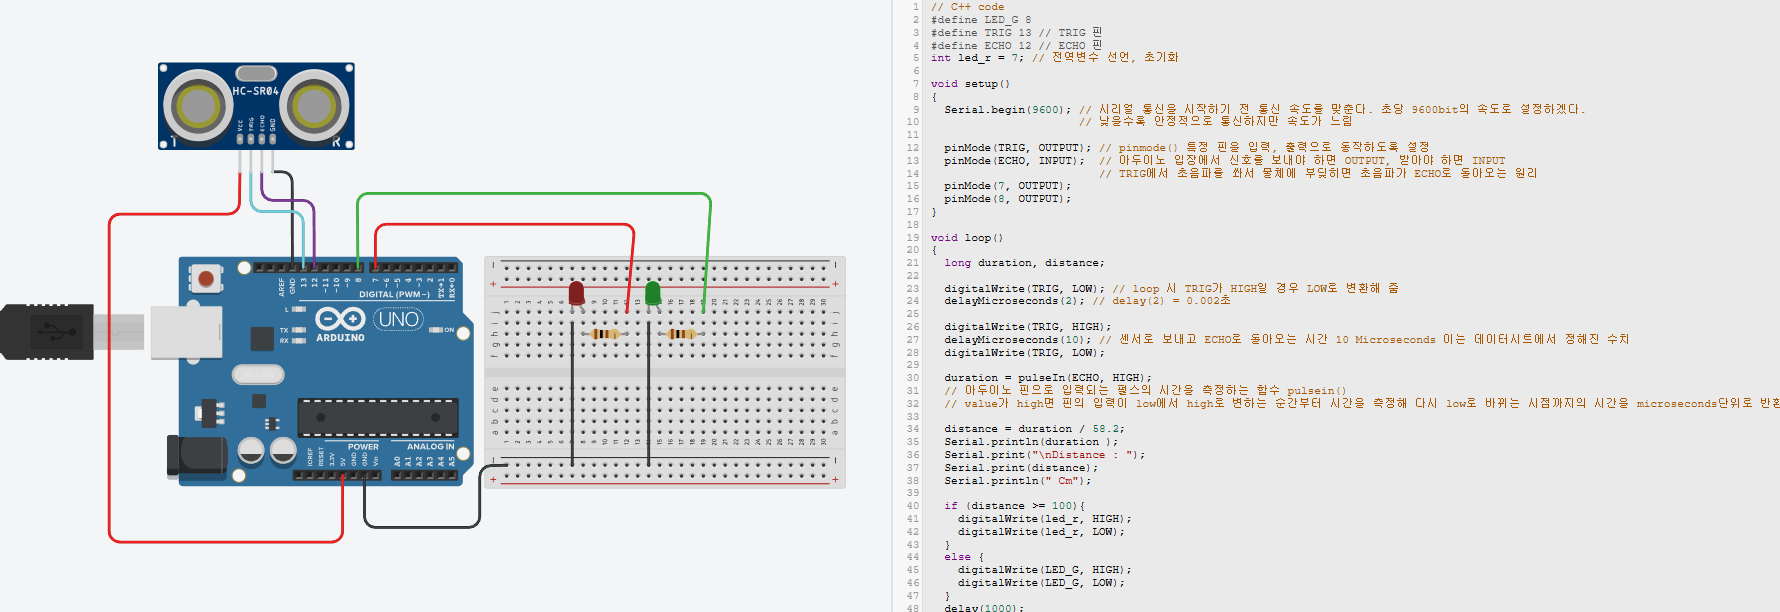 HC-SR04
VCC
TRIG
ECHO
GND
T
R
AREF
GND
13
12
~11
~10
~9
8
7
~6
~5
4
~3
2
TX→1
RX←0
DIGITAL (PWM~)
L
TX
RX
ARDUINO
UNO
ON
POWER
ANALOG IN
IOREF
RESET
3.3V
5V
GND
GND
Vin
A0
A1
A2
A3
A4
A5
1 // C++ code
2 #define LED_G 8
3 #define TRIG 13 // TRIG 핀
4 #define ECHO 12 // ECHO 핀
5 int led_r = 7; // 전역변수 선언, 초기화
6
7 void setup()
8 {
9 Serial.begin(9600); // 시리얼 통신을 시작하기 전 통신 속도를 맞춘다. 초당 9600bit의 속도로 설정하겠다.
10 // 낮을수록 안정적으로 통신하지만 속도가 느림
11
12 pinMode(TRIG, OUTPUT); // pinmode() 특정 핀을 입력, 출력으로 동작하도록 설정
13 pinMode(ECHO, INPUT); // 아두이노 입장에서 신호를 보내야 하면 OUTPUT, 받아야 하면 INPUT
14 // TRIG에서 초음파를 쏴서 물체에 부딪히면 초음파가 ECHO로 돌아오는 원리
15 pinMode(7, OUTPUT);
16 pinMode(8, OUTPUT);
17 }
18
19 void loop()
20 {
21 long duration, distance;
22
23 digitalWrite(TRIG, LOW); // loop 시 TRIG가 HIGH일 경우 LOW로 변환해 줌
24 delayMicroseconds(2); // delay(2) = 0.002초
25
26 digitalWrite(TRIG, HIGH);
27 delayMicroseconds(10); // 센서로 보내고 ECHO로 돌아오는 시간 10 Microseconds 이는 데이터시트에서 정해진 수치
28 digitalWrite(TRIG, LOW);
29
30 duration = pulseIn(ECHO, HIGH);
31 // 아두이노 핀으로 입력되는 펄스의 시간을 측정하는 함수 pulsein()
32 // value가 high면 핀의 입력이 low에서 high로 변하는 순간부터 시간을 측정해 다시 low로 바뀌는 시점까지의 시간을 microseconds단위로 반환
33
34 distance = duration / 58.2;
35 Serial.println(duration );
36 Serial.print("\nDistance : ");
37 Serial.print(distance);
38 Serial.println(" Cm");
39
40 if (distance >= 100){
41 digitalWrite(led_r, HIGH);
42 digitalWrite(led_r, LOW);
43 }
44 else {
45 digitalWrite(LED_G, HIGH);
46 digitalWrite(LED_G, LOW);
47 }
48 delay(1000);